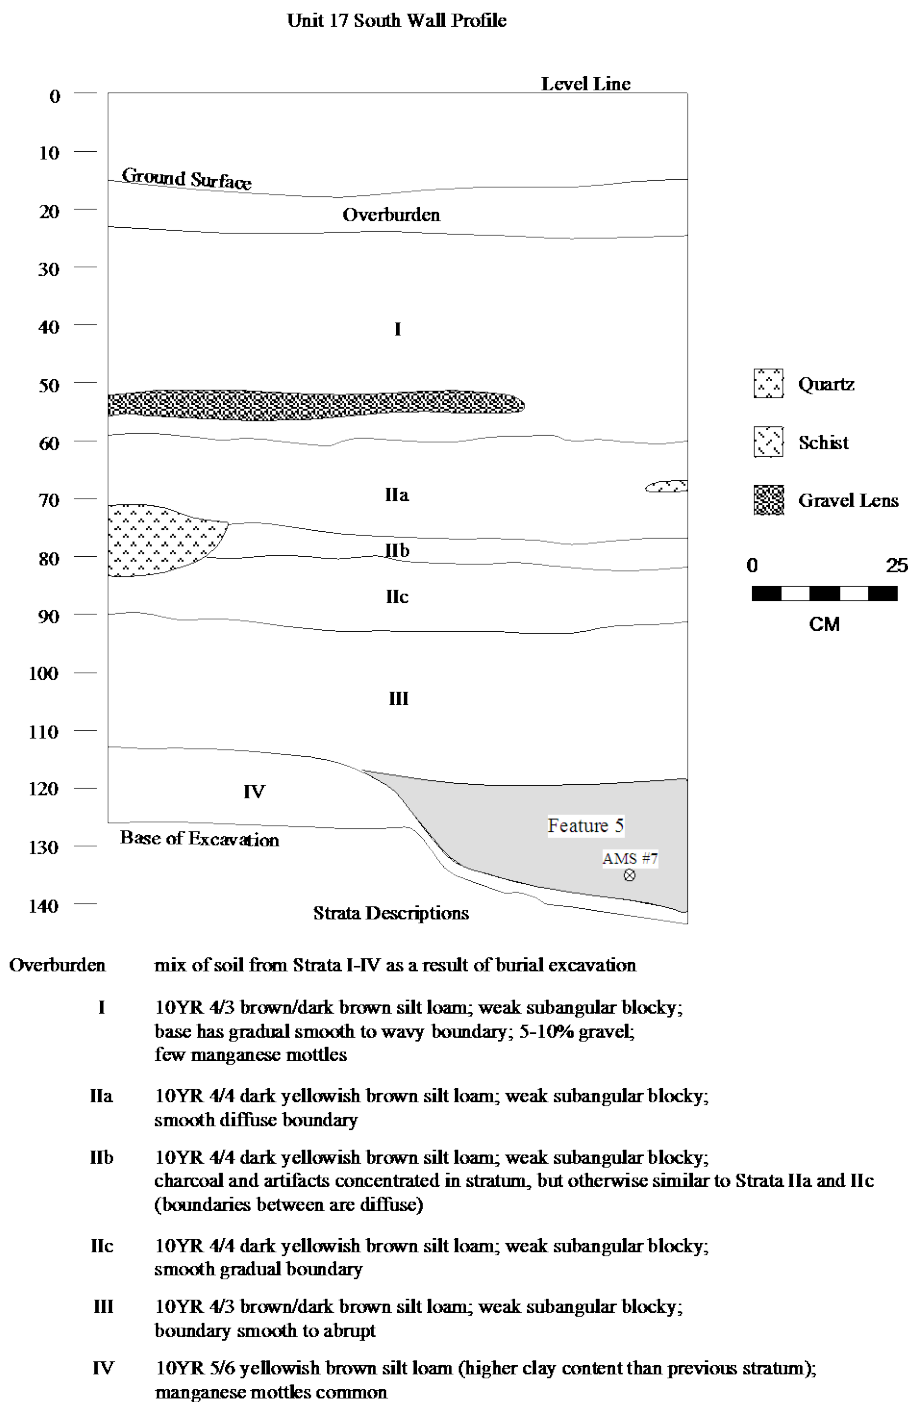 Unit 17 South Wall Profile
Level Line
0
10
Ground Surface
20
Overburden
30
40
I
50
60
70
IIa
80
IIb
90
IIc
100
III
110
120
IV
Feature 5
130
Base of Excavation
AMS #7
140
Quartz
Schist
Gravel Lens
0 25
CM
Strata Descriptions
Overburden mix of soil from Strata I-IV as a result of burial excavation
I 10YR 4/3 brown/dark brown silt loam; weak subangular blocky;
base has gradual smooth to wavy boundary; 5-10% gravel;
few manganese mottles
IIa 10YR 4/4 dark yellowish brown silt loam; weak subangular blocky;
smooth diffuse boundary
IIb 10YR 4/4 dark yellowish brown silt loam; weak subangular blocky;
charcoal and artifacts concentrated in stratum, but otherwise similar to Strata IIa and IIc
(boundaries between are diffuse)
IIc 10YR 4/4 dark yellowish brown silt loam; weak subangular blocky;
smooth gradual boundary
III 10YR 4/3 brown/dark brown silt loam; weak subangular blocky;
boundary smooth to abrupt
IV 10YR 5/6 yellowish brown silt loam (higher clay content than previous stratum);
manganese mottles common